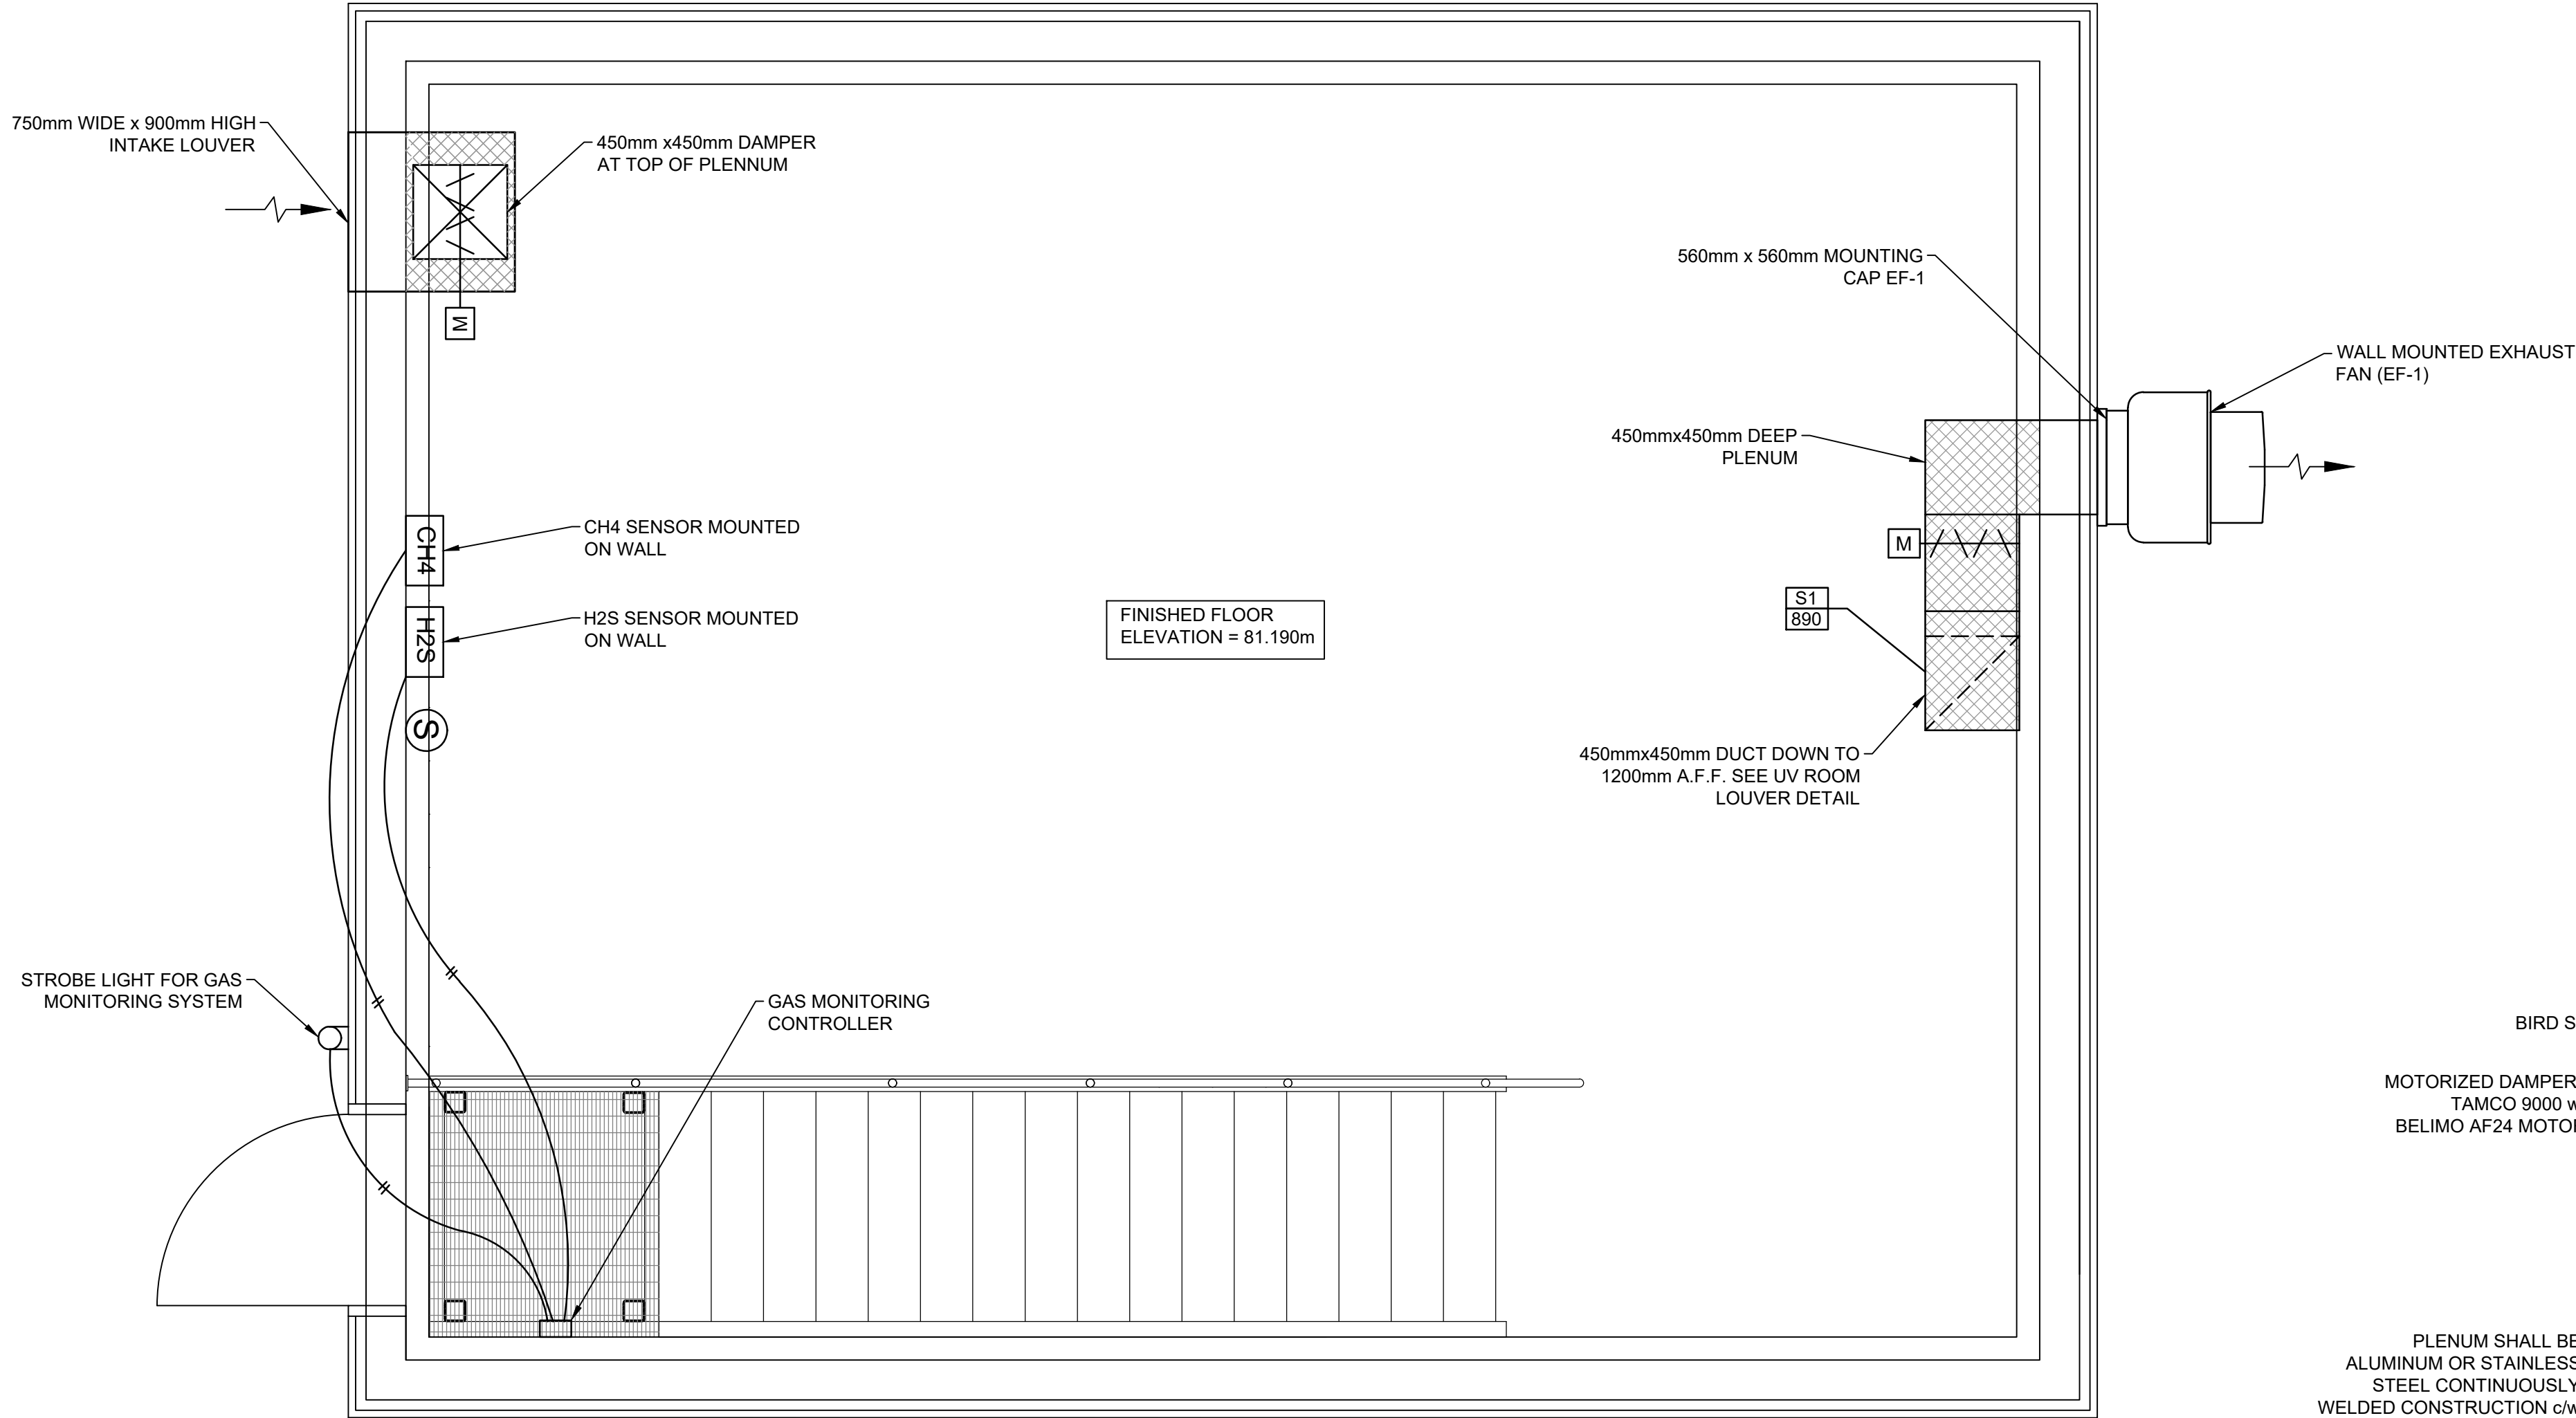 750mm WIDE x 900mm HIGH
INTAKE LOUVER
450mm x450mm DAMPER
AT TOP OF PLENNUM
M
560mm x 560mm MOUNTING
CAP EF-1
WALL MOUNTED EXHAUST
FAN (EF-1)
450mmx450mm DEEP
PLENUM
M
CH4
CH4 SENSOR MOUNTED
ON WALL
H2S
H2S SENSOR MOUNTED
ON WALL
S
FINISHED FLOOR
ELEVATION = 81.190m
S1
890
450mmx450mm DUCT DOWN TO
1200mm A.F.F. SEE UV ROOM
LOUVER DETAIL
STROBE LIGHT FOR GAS
MONITORING SYSTEM
GAS MONITORING
CONTROLLER
BIRD S
MOTORIZED DAMPER
TAMCO 9000 w
BELIMO AF24 MOTO
PLENUM SHALL BE
ALUMINUM OR STAINLESS
STEEL CONTINUOUSLY
WELDED CONSTRUCTION c/w